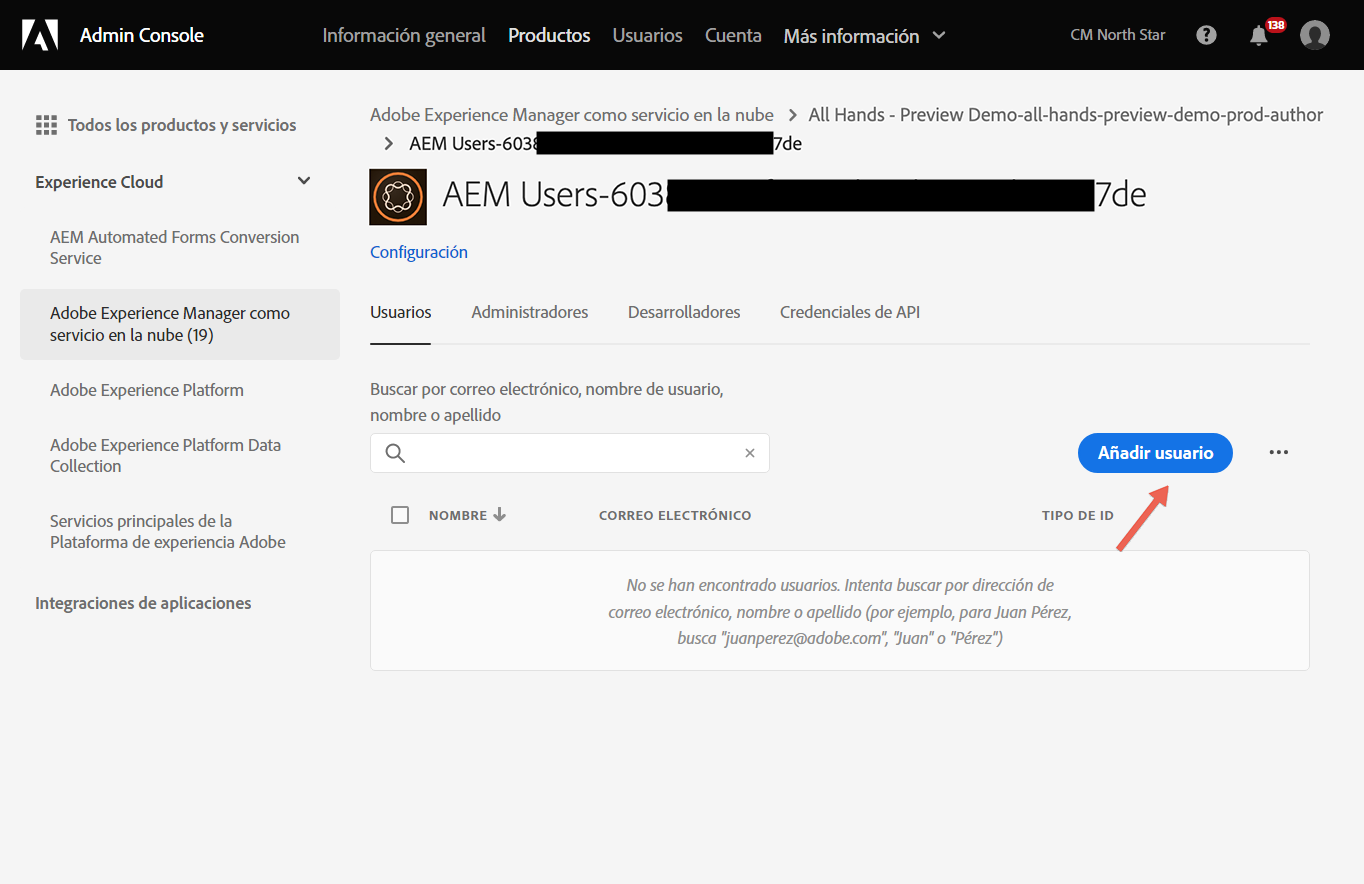 Admin Console
Información general
Productos
Usuarios
Cuenta
Más información
CM North Star
138
Todos los productos y servicios
Experience Cloud
AEM Automated Forms Conversion
Service
Adobe Experience Manager como
servicio en la nube (19)
Adobe Experience Platform
Adobe Experience Platform Data
Collection
Servicios principales de la
Plataforma de experiencia Adobe
Integraciones de aplicaciones
Adobe Experience Manager como servicio en la nube > All Hands - Preview Demo-all-hands-preview-demo-prod-author
> AEM Users-6038 7de
AEM Users-6038 7de
Configuración
Usuarios
Administradores
Desarrolladores
Credenciales de API
Buscar por correo electrónico, nombre de usuario,
nombre o apellido
Añadir usuario
NOMBRE
CORREO ELECTRÓNICO
TIPO DE ID
No se han encontrado usuarios. Intenta buscar por dirección de
correo electrónico, nombre o apellido (por ejemplo, para Juan Pérez,
busca "juanperez@adobe.com", "Juan" o "Pérez")